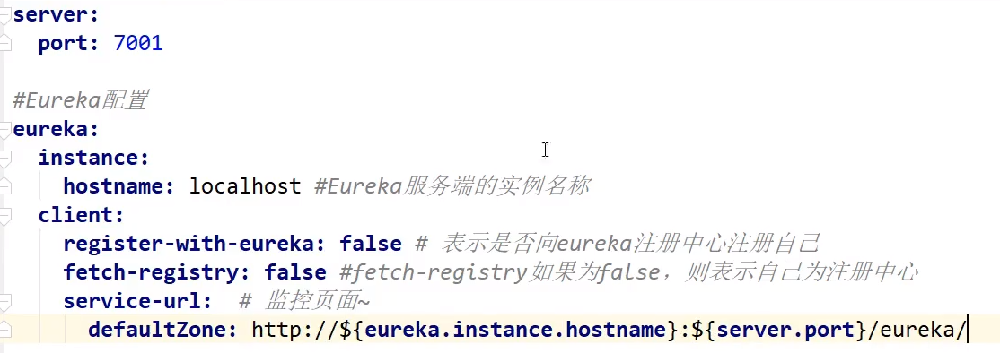 server:
  port: 7001

#Eureka配置
eureka:
  instance:
    hostname: localhost #Eureka服务端的实例名称
  client:
    register-with-eureka: false # 表示是否向eureka注册中心注册自己
    fetch-registry: false #fetch-registry如果为false，则表示自己为注册中心
    service-url:  # 监控页面~
      defaultZone: http://${eureka.instance.hostname}:${server.port}/eureka/